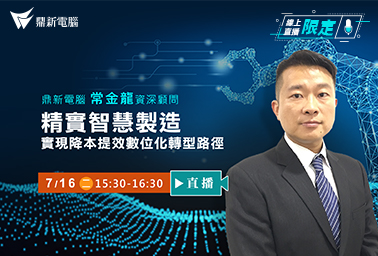 鼎新電腦
線上
直播
限定
鼎新電腦 常金龍 資深顧問
精實智慧製造
實現降本提效數位化轉型路徑
7/16 二 15:30-16:30 直播